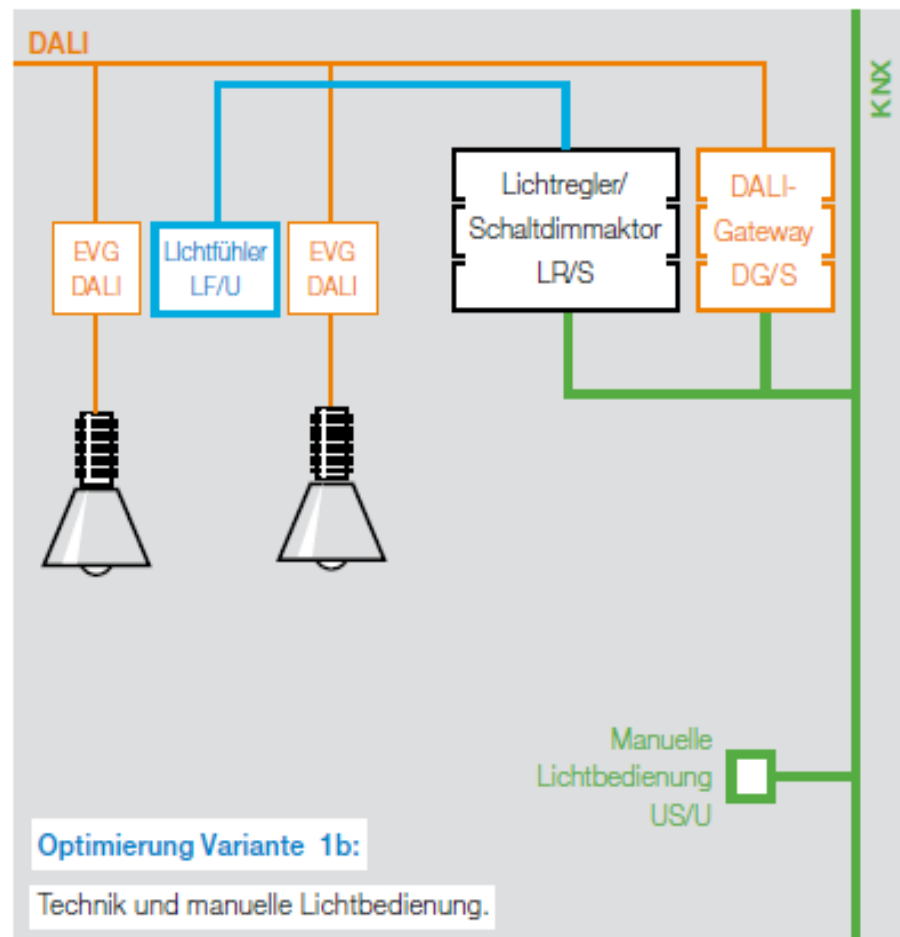 DALI
KNX
EVG
DALI
Lichtfühler
LF/U
EVG
DALI
Lichtregler/
Schaltdimmaktor
LR/S
DALI-
Gateway
DG/S
Manuelle
Lichtbedienung
US/U
Optimierung Variante 1b:
Technik und manuelle Lichtbedienung.